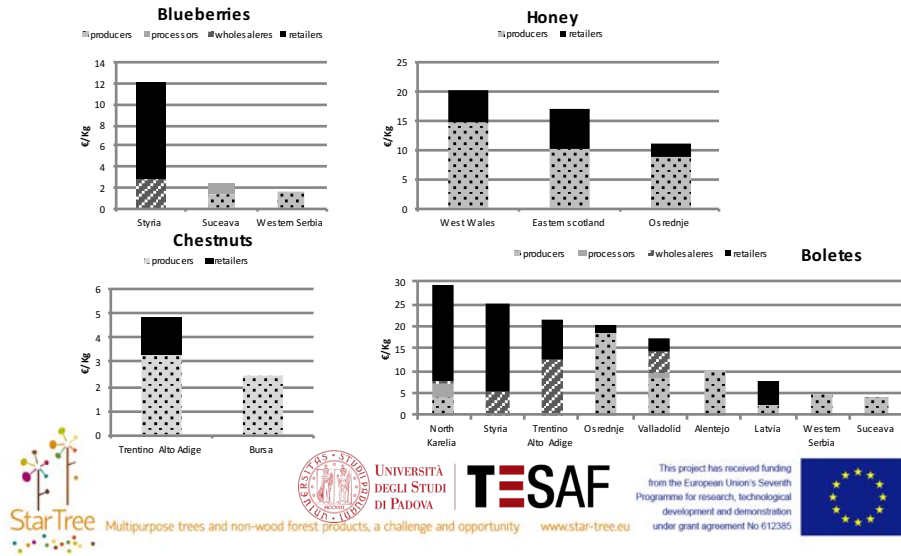 Blueberries
producers processors wholesaleres retailers
14
12
10
8
6
4
2
0
€/Kg
Styria Suceava Western Serbia
Honey
producers retailers
25
20
15
10
5
0
€/Kg
West Wales Eastern scotland Osrednje
Chestnuts
producers retailers
6
5
4
3
2
1
0
€/Kg
Trentino Alto Adige Bursa
Boletes
producers processors wholesaleres retailers
30
25
20
15
10
5
0
€/Kg
North Karelia Styria Trentino Alto Adige Osrednje Valladolid Alentejo Latvia Western Serbia Suceava
StarTree
Multipurpose trees and non-wood forest products, a challenge and opportunity www.star-tree.eu
UNIVERSITÀ
DEGLI STUDI
DI PADOVA
TESAF
This project has received funding
from the European Union's Seventh
Programme for research, technological
development and demonstration
under grant agreement No 612385